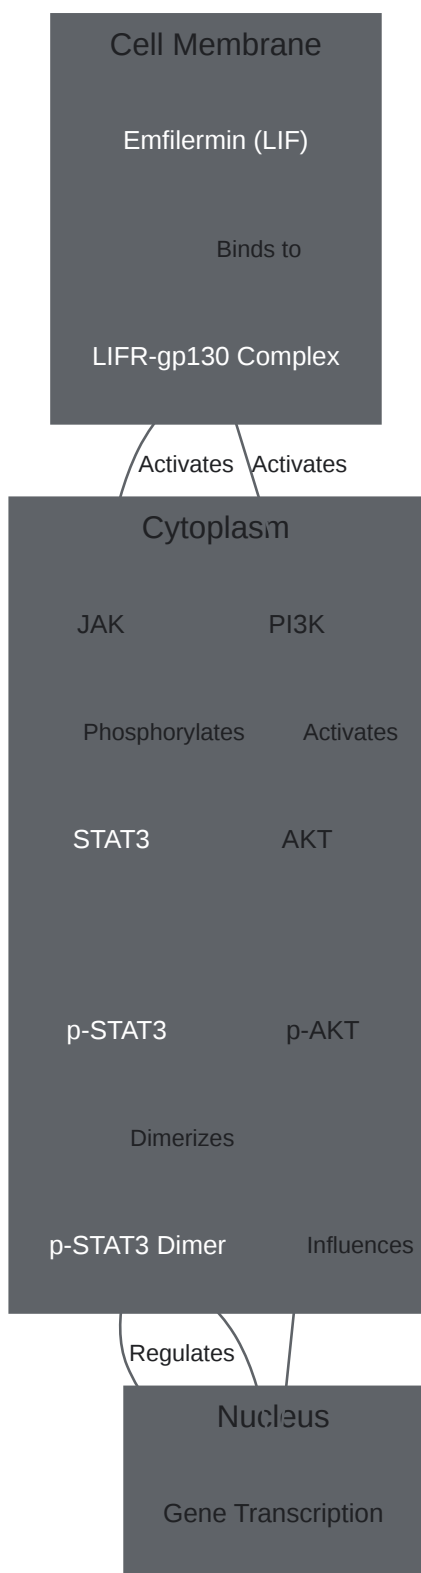 Cell Membrane
Emfilermin (LIF)
Binds to
LIFR-gp130 Complex
Activates
Activates
Cytoplasm
JAK
PI3K
Phosphorylates
Activates
STAT3
AKT
p-STAT3
p-AKT
Dimerizes
p-STAT3 Dimer
Influences
Regulates
Nucleus
Gene Transcription